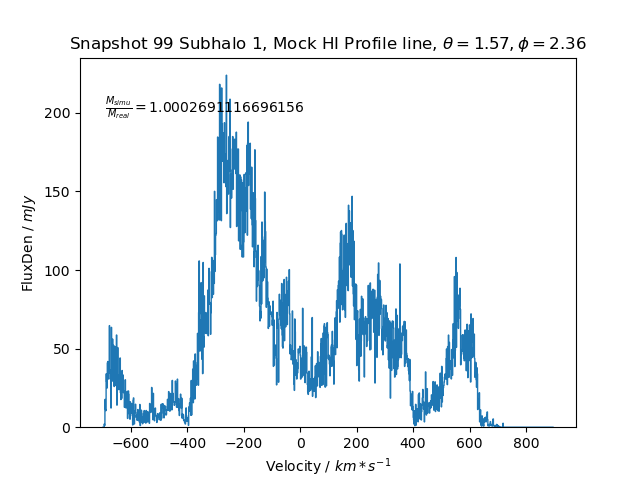 Snapshot 99 Subhalo 1, Mock HI Profile line, θ = 1.57, ϕ = 2.36
M_simu/M_real = 1.0002691116696156
FluxDen / mJy
200
150
100
50
0
−600 −400 −200 0 200 400 600 800
Velocity / km * s⁻¹